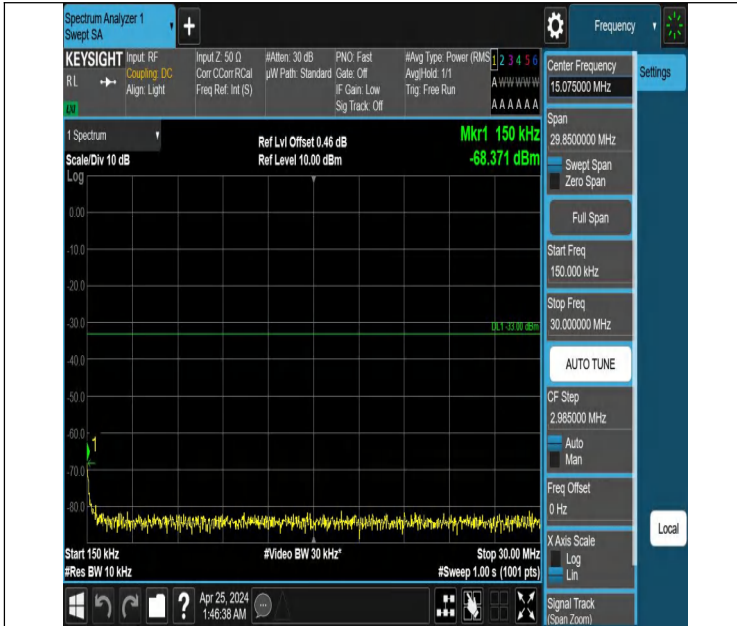 Spectrum Analyzer 1
Swept SA
+
Frequency
KEYSIGHT
RL
Input: RF
Coupling: DC
Align: Light
Input Z: 50 Ω
Corr CCorr RCal
Freq Ref: Int (S)
#Atten: 30 dB
µW Path: Standard
PNO: Fast
Gate: Off
IF Gain: Low
Sig Track: Off
#Avg Type: Power (RMS
Avg|Hold: 1/1
Trig: Free Run
1 2 3 4 5 6
A W W W W W
A A A A A A
1 Spectrum
Scale/Div 10 dB
Log
Ref Lvl Offset 0.46 dB
Ref Level 10.00 dBm
Mkr1 150 kHz
-68.371 dBm
0.00
-10.0
-20.0
-30.0
DL1 -33.00 dBm
-40.0
-50.0
-60.0
1
-70.0
-80.0
Start 150 kHz
#Video BW 30 kHz*
Stop 30.00 MHz
#Res BW 10 kHz
#Sweep 1.00 s (1001 pts)
?
Apr 25, 2024
1:46:38 AM
Center Frequency
15.075000 MHz
Settings
Span
29.8500000 MHz
Swept Span
Zero Span
Full Span
Start Freq
150.000 kHz
Stop Freq
30.000000 MHz
AUTO TUNE
CF Step
2.985000 MHz
Auto
Man
Freq Offset
0 Hz
Local
X Axis Scale
Log
Lin
Signal Track
(Span Zoom)